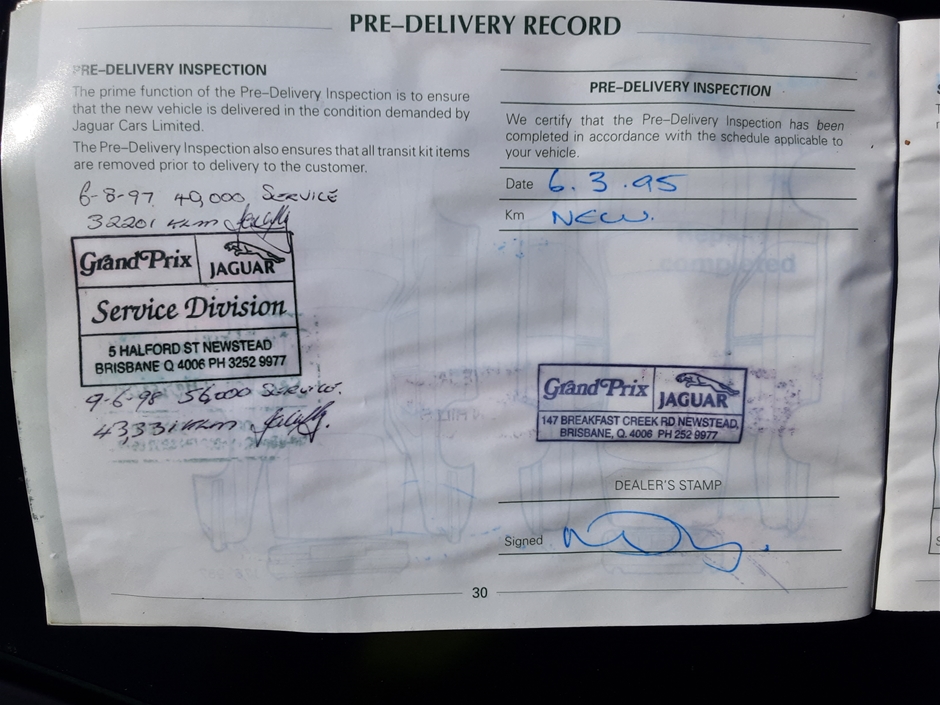 PRE–DELIVERY RECORD
PRE–DELIVERY INSPECTION
The prime function of the Pre–Delivery Inspection is to ensure
that the new vehicle is delivered in the condition demanded by
Jaguar Cars Limited.
The Pre–Delivery Inspection also ensures that all transit kit items
are removed prior to delivery to the customer.
6-8-97 40,000 SERVICE
32201 KLM
Grand Prix JAGUAR
Service Division
5 HALFORD ST NEWSTEAD
BRISBANE Q 4006 PH 3252 9977
9-6-98 56000 SERVICE.
43,331 KLM
PRE–DELIVERY INSPECTION
We certify that the Pre–Delivery Inspection has been
completed in accordance with the schedule applicable to
your vehicle.
Date 6.3.95
Km NEW.
Grand Prix JAGUAR
147 BREAKFAST CREEK RD NEWSTEAD,
BRISBANE, Q. 4006 PH 252 9977
DEALER'S STAMP
Signed
30